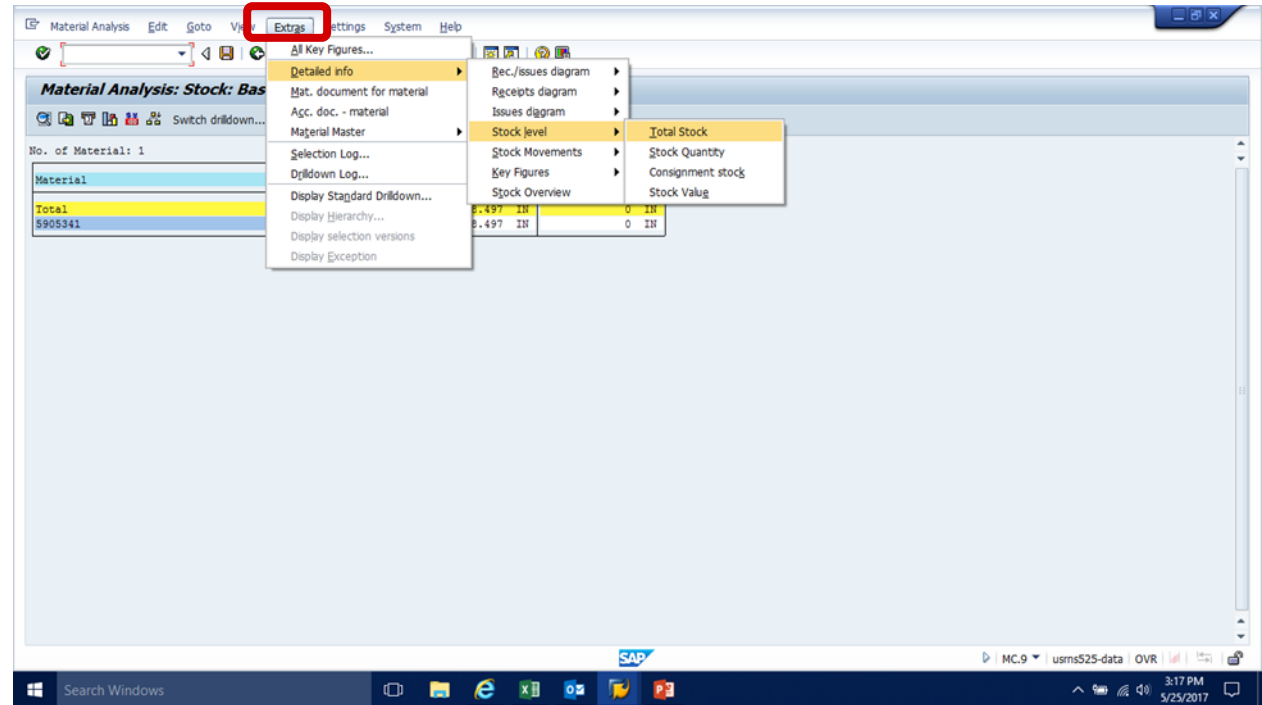 Material Analysis Edit Goto View Extras Settings System Help
All Key Figures...
Detailed info
Mat. document for material
Acc. doc. - material
Material Master
Selection Log...
Drilldown Log...
Display Standard Drilldown...
Display Hierarchy...
Display selection versions
Display Exception
Rec./issues diagram
Receipts diagram
Issues diagram
Stock level
Stock Movements
Key Figures
Stock Overview
Total Stock
Stock Quantity
Consignment stock
Stock Value
Material Analysis: Stock: Bas
Switch drilldown...
No. of Material: 1
Material
Total 8.497 IN 0 IN
5905341 8.497 IN 0 IN
SAP
MC.9 usrns525-data OVR
Search Windows
3:17 PM
5/25/2017